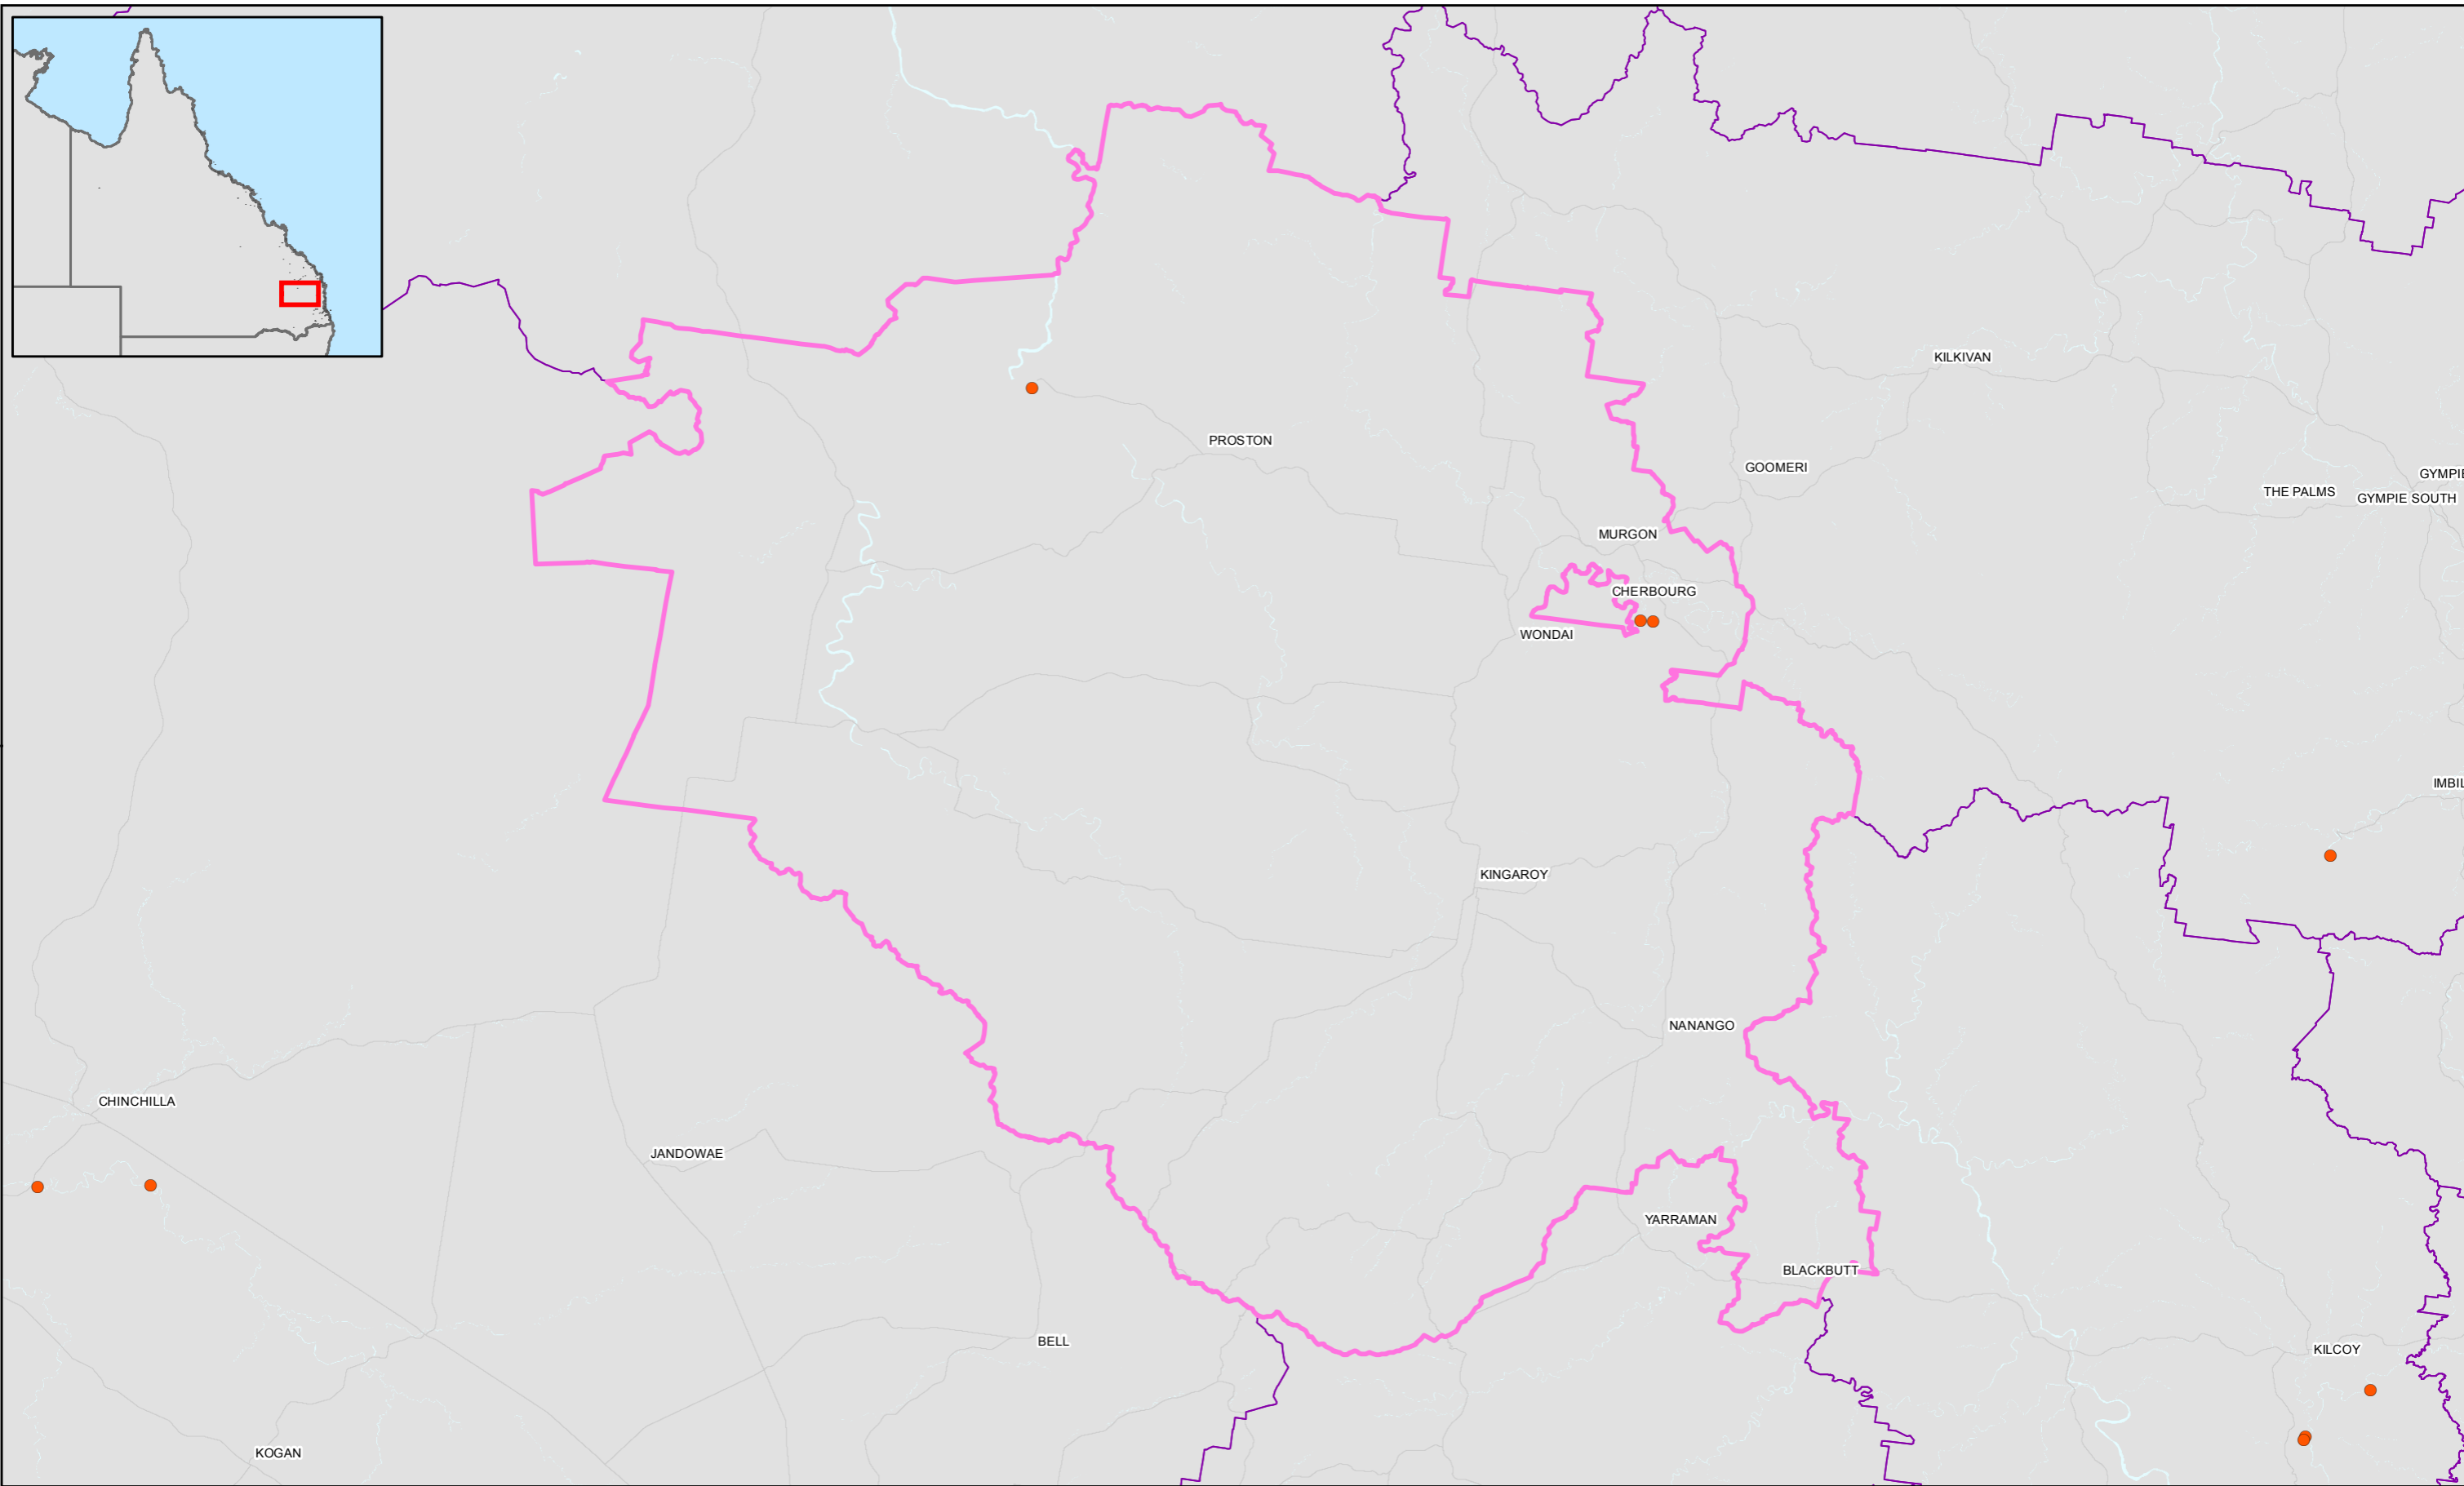 KILKIVAN
PROSTON
GOOMERI
GYMPIE
THE PALMS
GYMPIE SOUTH
MURGON
CHERBOURG
WONDAI
IMBIL
KINGAROY
NANANGO
CHINCHILLA
JANDOWAE
YARRAMAN
BLACKBUTT
BELL
KILCOY
KOGAN